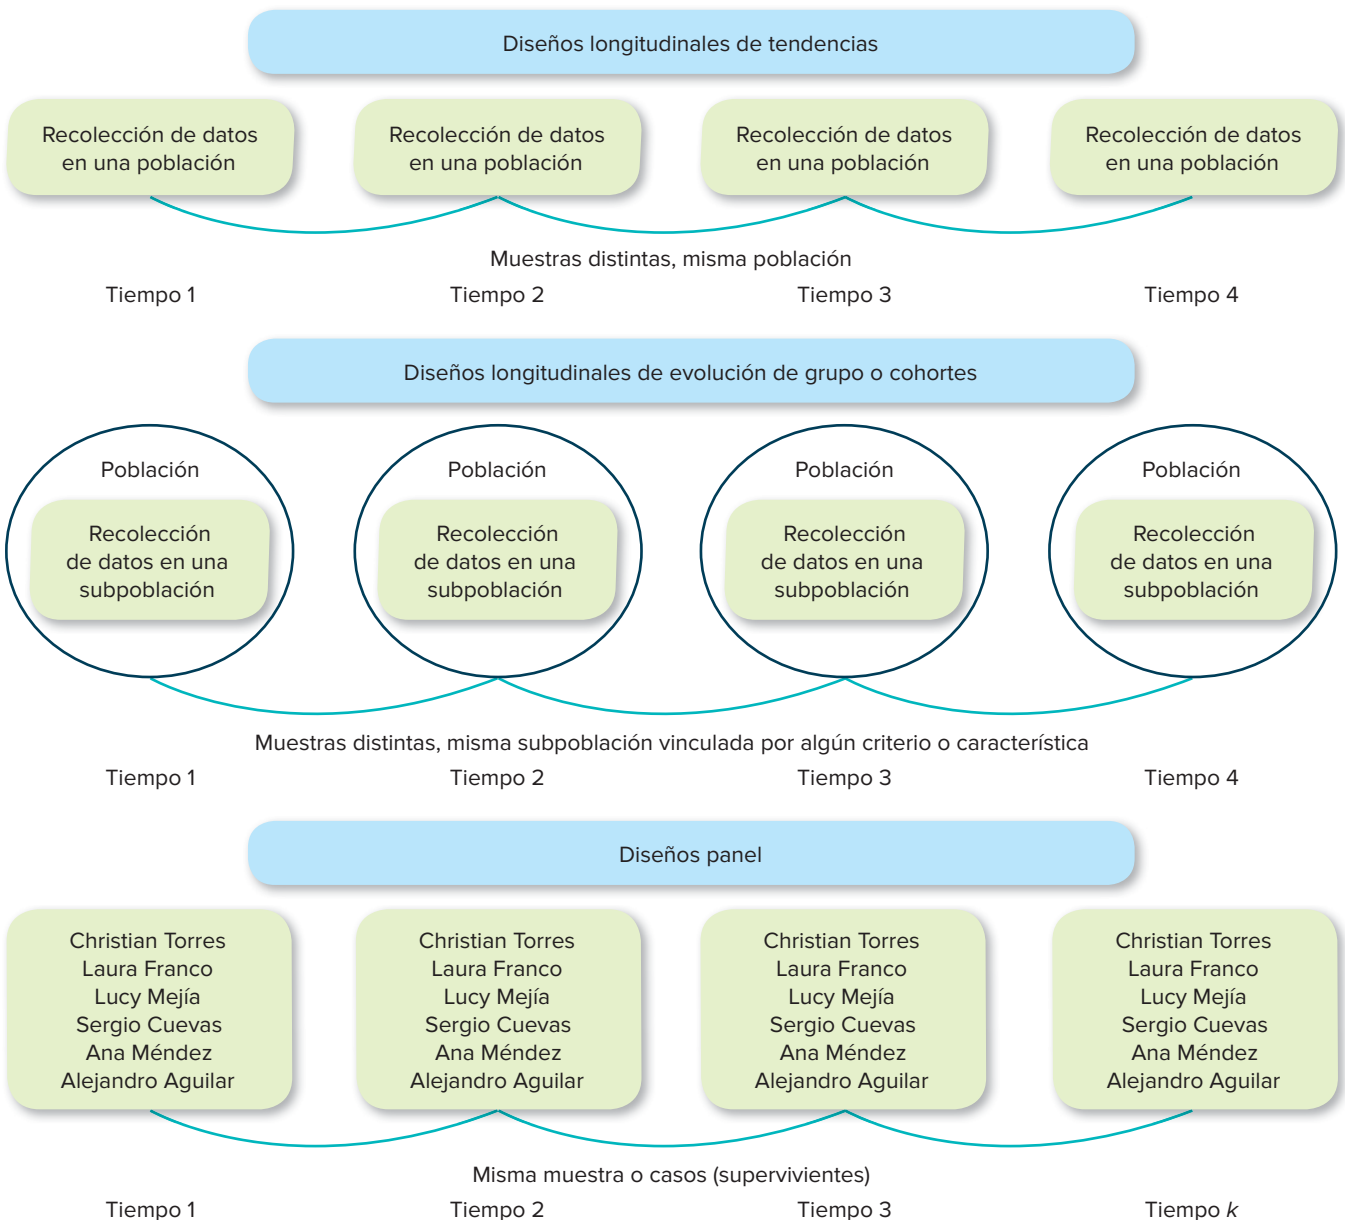 Diseños longitudinales de tendencias
Recolección de datos
en una población
Recolección de datos
en una población
Recolección de datos
en una población
Recolección de datos
en una población
Muestras distintas, misma población
Tiempo 1
Tiempo 2
Tiempo 3
Tiempo 4
Diseños longitudinales de evolución de grupo o cohortes
Población
Recolección
de datos en una
subpoblación
Población
Recolección
de datos en una
subpoblación
Población
Recolección
de datos en una
subpoblación
Población
Recolección
de datos en una
subpoblación
Muestras distintas, misma subpoblación vinculada por algún criterio o característica
Tiempo 1
Tiempo 2
Tiempo 3
Tiempo 4
Diseños panel
Christian Torres
Laura Franco
Lucy Mejía
Sergio Cuevas
Ana Méndez
Alejandro Aguilar
Christian Torres
Laura Franco
Lucy Mejía
Sergio Cuevas
Ana Méndez
Alejandro Aguilar
Christian Torres
Laura Franco
Lucy Mejía
Sergio Cuevas
Ana Méndez
Alejandro Aguilar
Christian Torres
Laura Franco
Lucy Mejía
Sergio Cuevas
Ana Méndez
Alejandro Aguilar
Misma muestra o casos (supervivientes)
Tiempo 1
Tiempo 2
Tiempo 3
Tiempo k